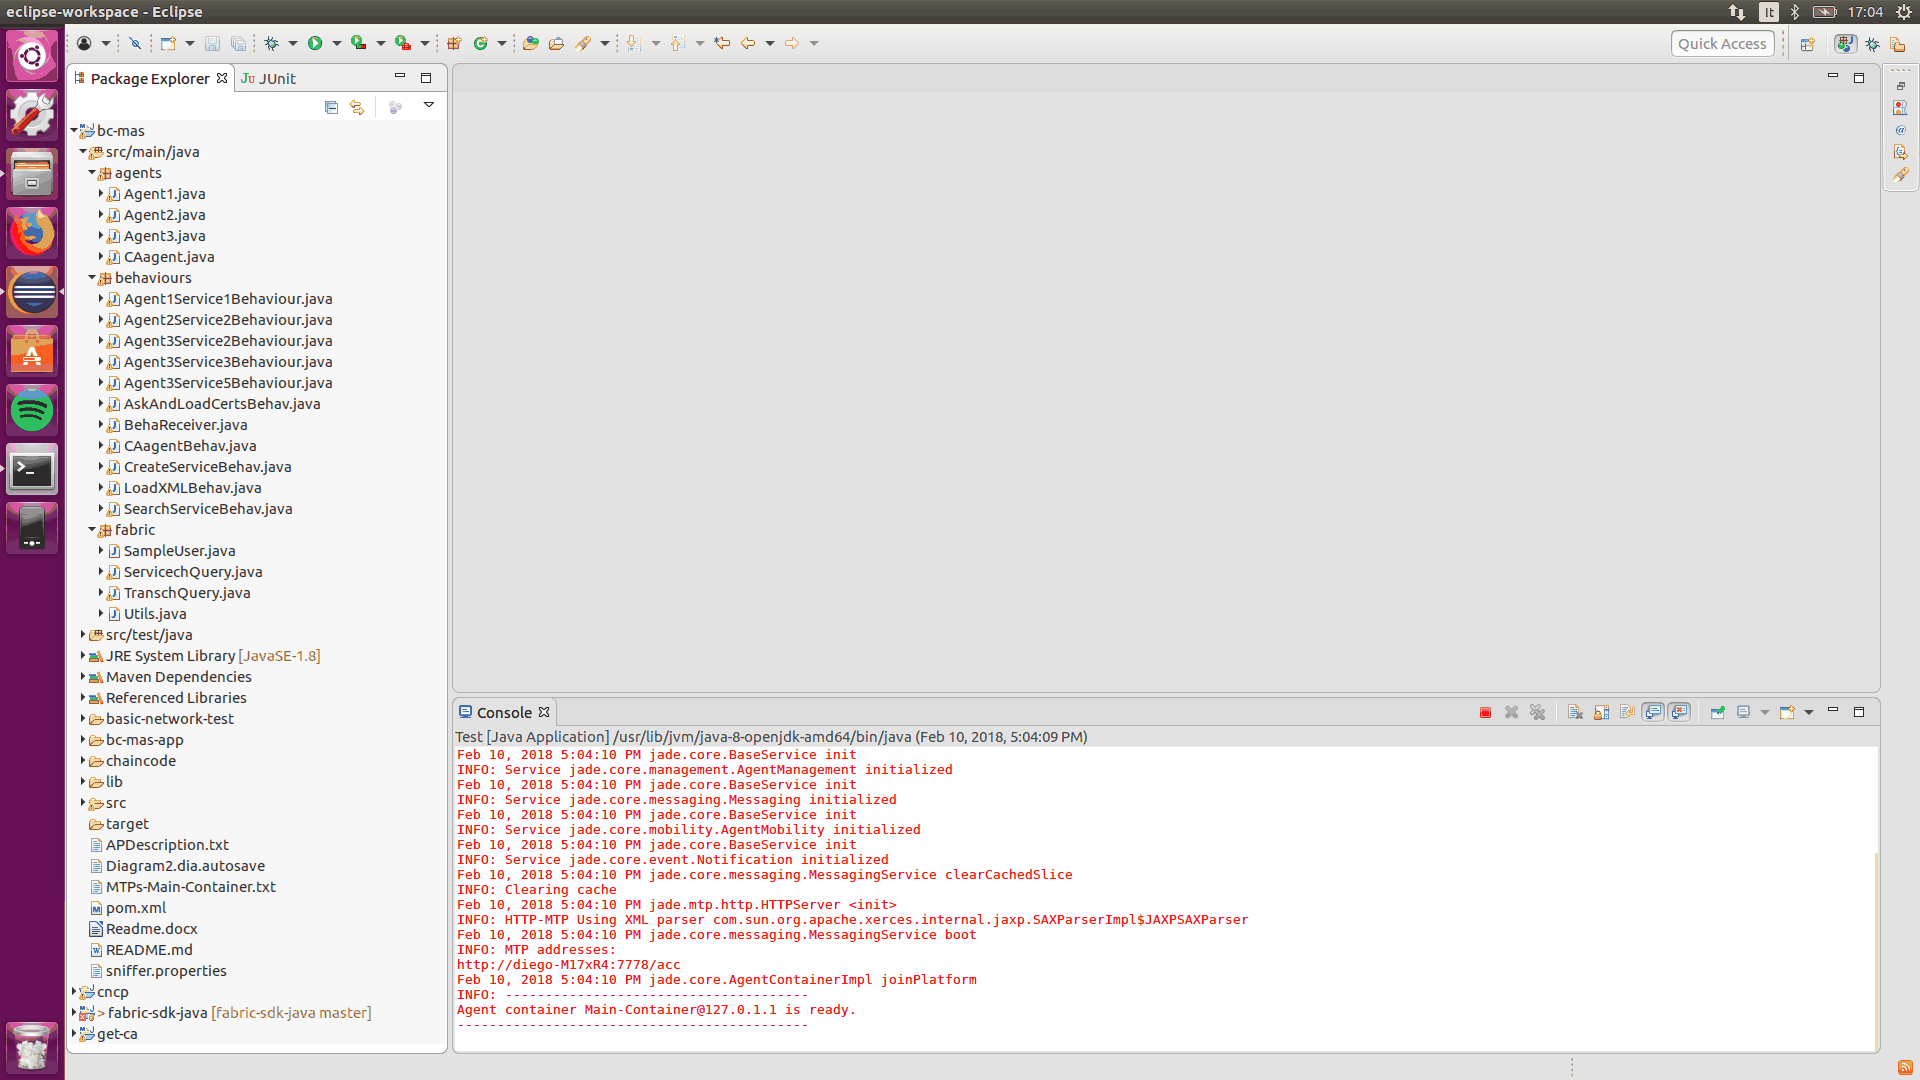 eclipse-workspace - Eclipse
It
17:04
Quick Access
Package Explorer
JUnit
bc-mas
src/main/java
agents
Agent1.java
Agent2.java
Agent3.java
CAagent.java
behaviours
Agent1Service1Behaviour.java
Agent2Service2Behaviour.java
Agent3Service2Behaviour.java
Agent3Service3Behaviour.java
Agent3Service5Behaviour.java
AskAndLoadCertsBehav.java
BehaReceiver.java
CAagentBehav.java
CreateServiceBehav.java
LoadXMLBehav.java
SearchServiceBehav.java
fabric
SampleUser.java
ServicechQuery.java
TranschQuery.java
Utils.java
src/test/java
JRE System Library [JavaSE-1.8]
Maven Dependencies
Referenced Libraries
basic-network-test
bc-mas-app
chaincode
lib
src
target
APDescription.txt
Diagram2.dia.autosave
MTPs-Main-Container.txt
pom.xml
Readme.docx
README.md
sniffer.properties
cncp
> fabric-sdk-java [fabric-sdk-java master]
get-ca
Console
Test [Java Application] /usr/lib/jvm/java-8-openjdk-amd64/bin/java (Feb 10, 2018, 5:04:09 PM)
Feb 10, 2018 5:04:10 PM jade.core.BaseService init
INFO: Service jade.core.management.AgentManagement initialized
Feb 10, 2018 5:04:10 PM jade.core.BaseService init
INFO: Service jade.core.messaging.Messaging initialized
Feb 10, 2018 5:04:10 PM jade.core.BaseService init
INFO: Service jade.core.mobility.AgentMobility initialized
Feb 10, 2018 5:04:10 PM jade.core.BaseService init
INFO: Service jade.core.event.Notification initialized
Feb 10, 2018 5:04:10 PM jade.core.messaging.MessagingService clearCachedSlice
INFO: Clearing cache
Feb 10, 2018 5:04:10 PM jade.mtp.http.HTTPServer <init>
INFO: HTTP-MTP Using XML parser com.sun.org.apache.xerces.internal.jaxp.SAXParserImpl$JAXPSAXParser
Feb 10, 2018 5:04:10 PM jade.core.messaging.MessagingService boot
INFO: MTP addresses:
http://diego-M17xR4:7778/acc
Feb 10, 2018 5:04:10 PM jade.core.AgentContainerImpl joinPlatform
INFO: --------------------------------------
Agent container Main-Container@127.0.1.1 is ready.
--------------------------------------------